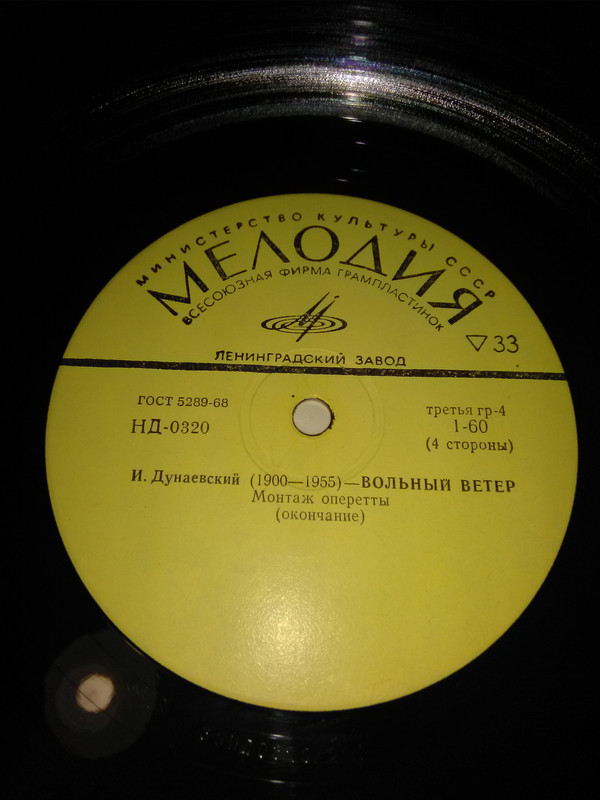 МИНИСТЕРСТВО КУЛЬТУРЫ СССР
МЕЛОДИЯ
ВСЕСОЮЗНАЯ ФИРМА ГРАМПЛАСТИНОК
ЛЕНИНГРАДСКИЙ ЗАВОД
33
ГОСТ 5289-68
НД-0320
третья гр-4
1-60
(4 стороны)
И. Дунаевский (1900—1955)—ВОЛЬНЫЙ ВЕТЕР
Монтаж оперетты
(окончание)